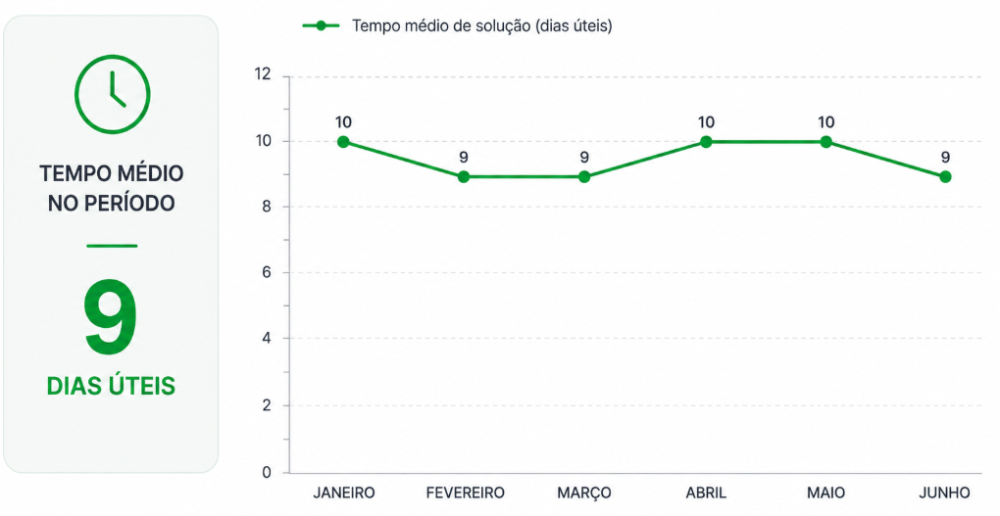 TEMPO MÉDIO
NO PERÍODO
9
DIAS ÚTEIS
Tempo médio de solução (dias úteis)
12
10
8
6
4
2
0
10
9
9
10
10
9
JANEIRO
FEVEREIRO
MARÇO
ABRIL
MAIO
JUNHO